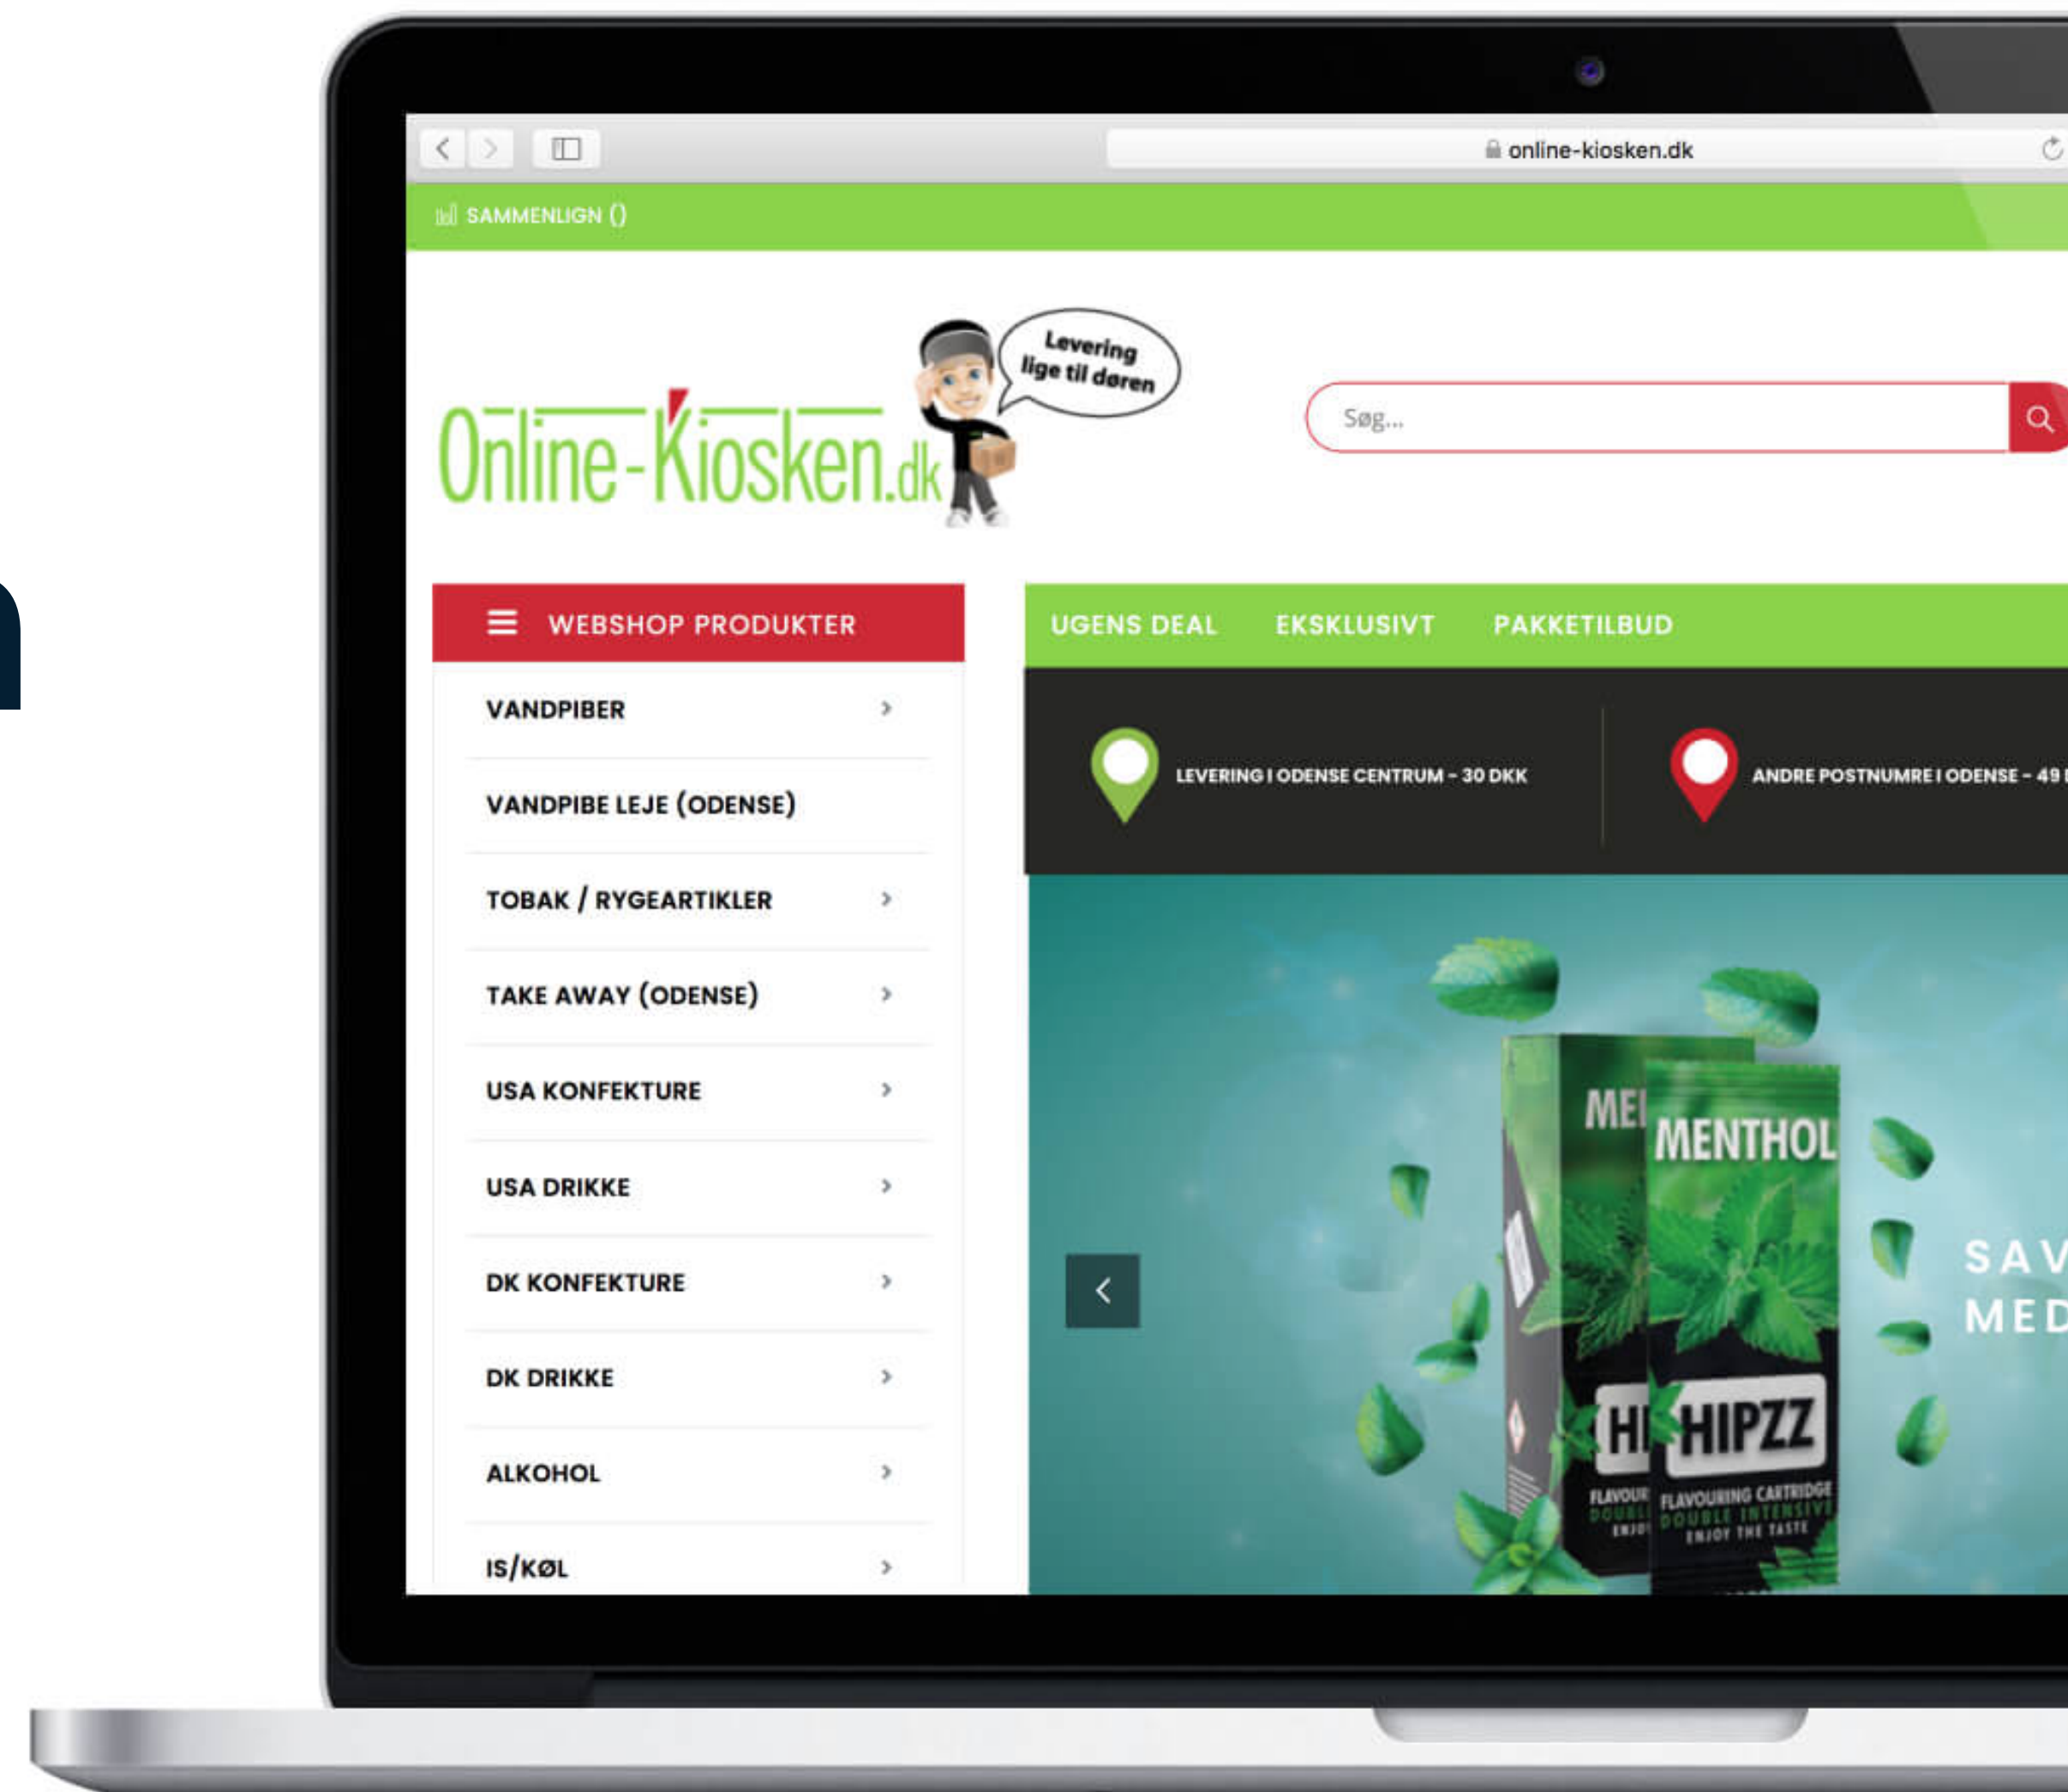 online-kiosken.dk
SAMMENLIGN ()
Levering
lige til døren
Online-Kiosken.dk
Søg...
WEBSHOP PRODUKTER
UGENS DEAL EKSKLUSIVT PAKKETILBUD
VANDPIBER
VANDPIBE LEJE (ODENSE)
TOBAK / RYGEARTIKLER
TAKE AWAY (ODENSE)
USA KONFEKTURE
USA DRIKKE
DK KONFEKTURE
DK DRIKKE
ALKOHOL
IS/KØL
LEVERING I ODENSE CENTRUM - 30 DKK
ANDRE POSTNUMRE I ODENSE - 49
MENTHOL
HIPZZ
FLAVOURING CARTRIDGE
DOUBLE INTENSIVE
ENJOY THE TASTE
MED